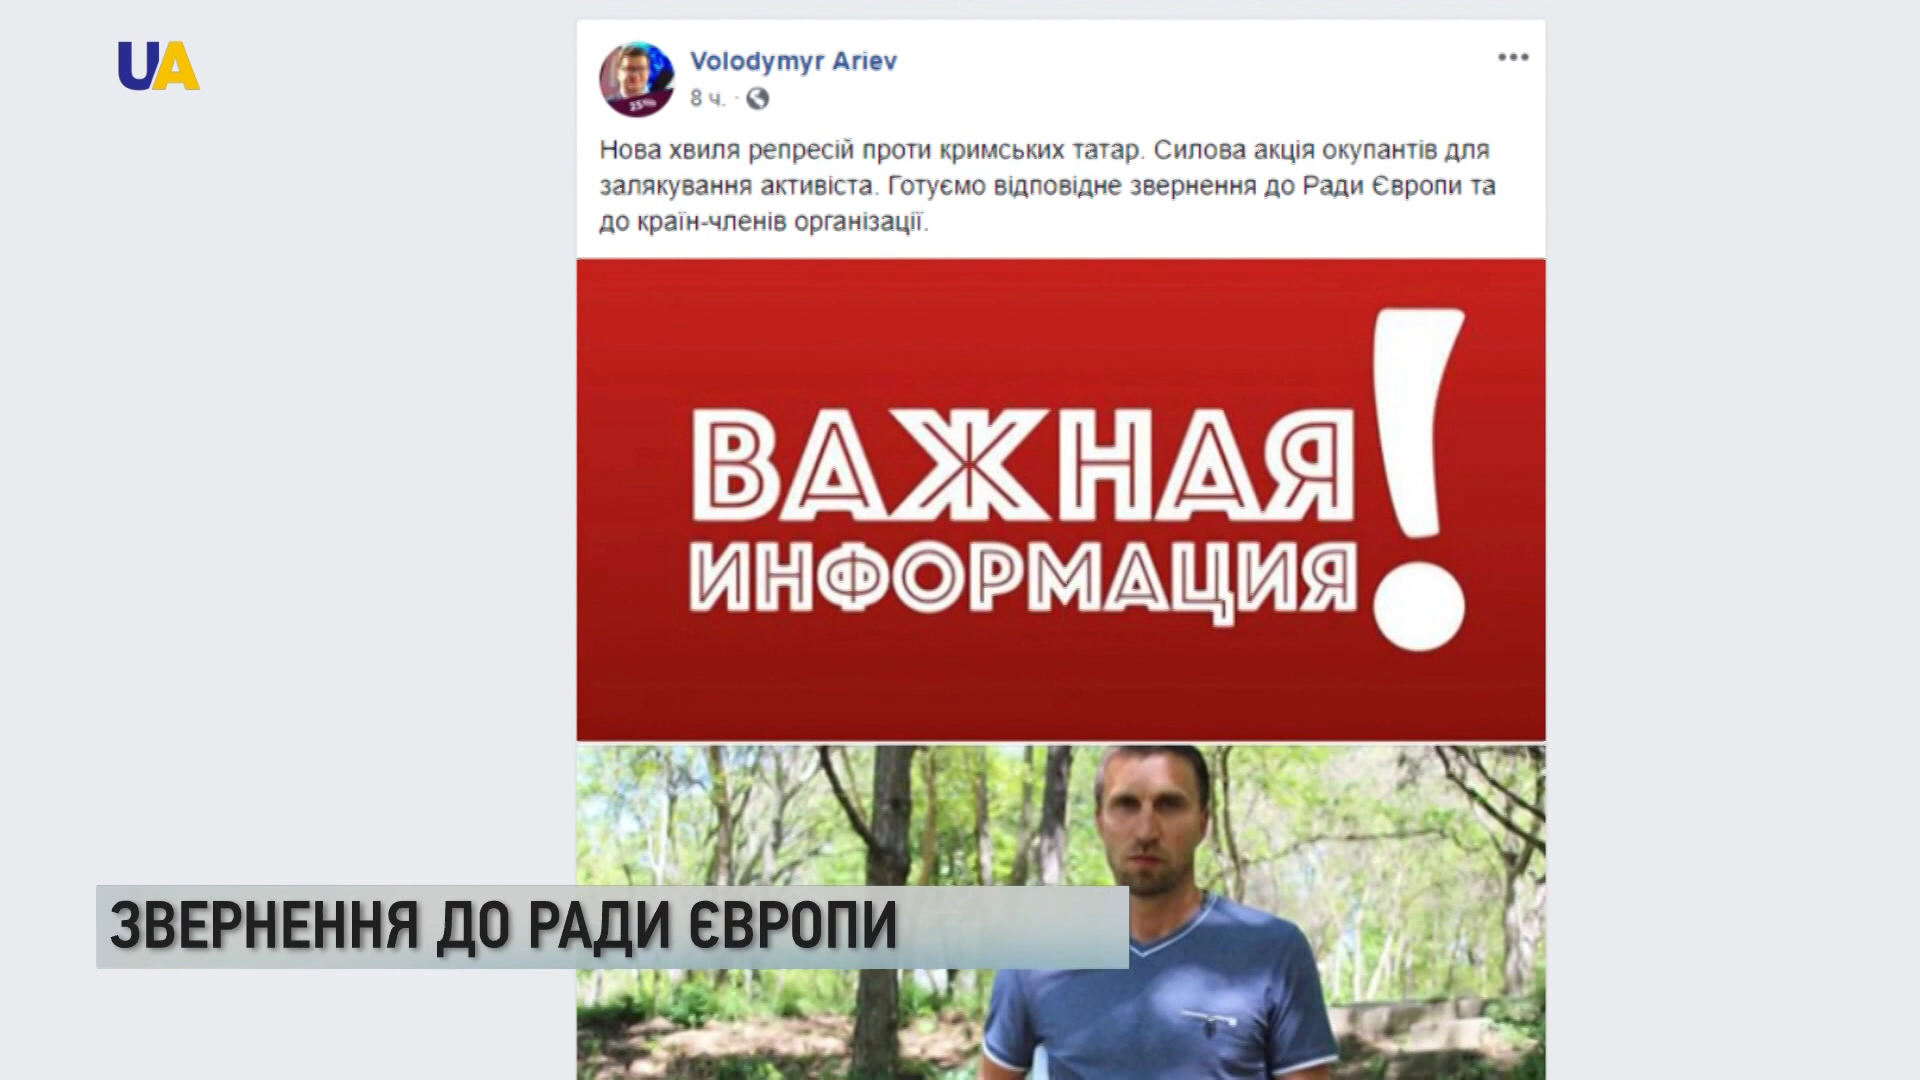 UA
Volodymyr Ariev
8 ч. ·
Нова хвиля репресій проти кримських татар. Силова акція окупантів для
залякування активіста. Готуємо відповідне звернення до Ради Європи та
до країн-членів організації.
ВАЖНАЯ
ИНФОРМАЦИЯ!
ЗВЕРНЕННЯ ДО РАДИ ЄВРОПИ